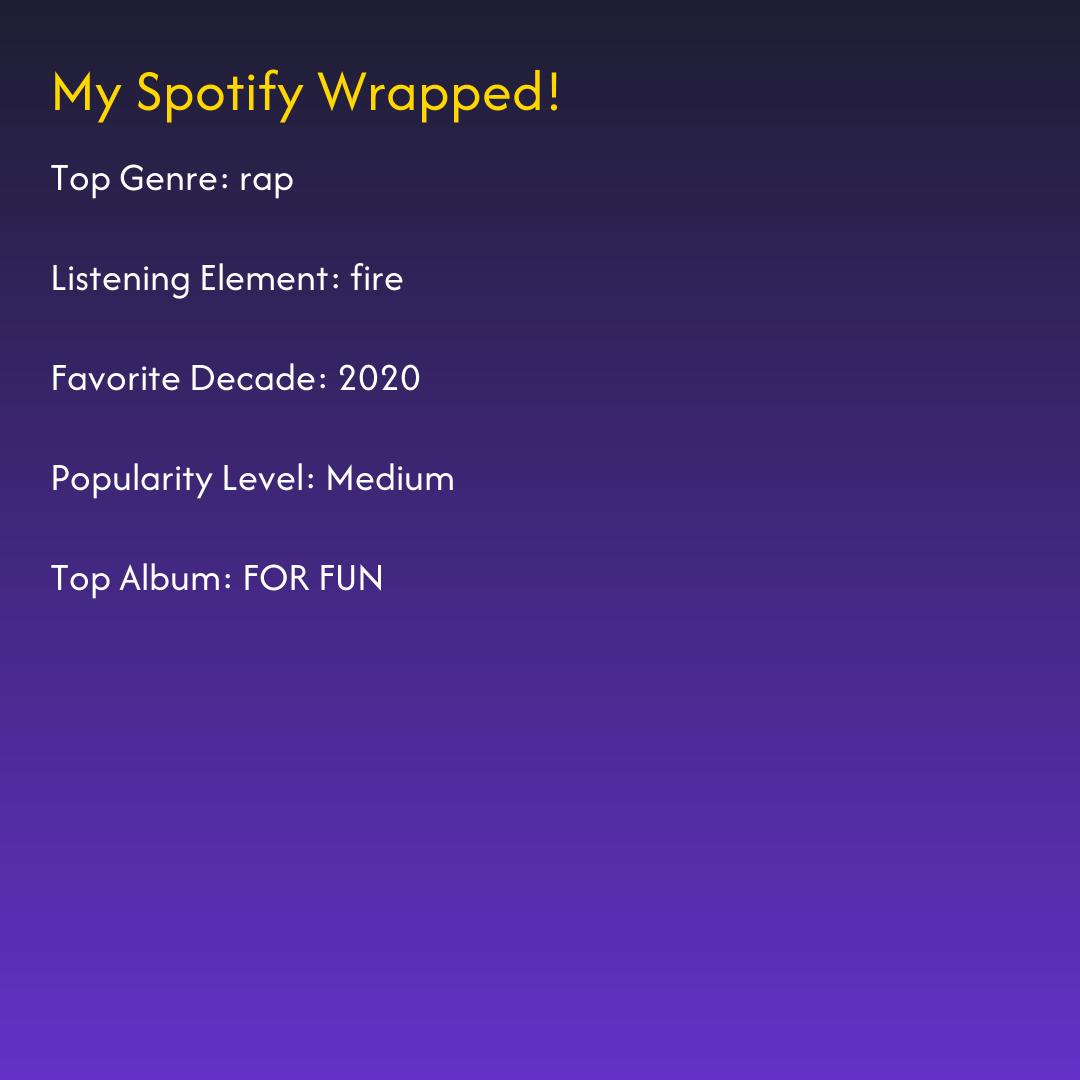 My Spotify Wrapped!
Top Genre: rap
Listening Element: fire
Favorite Decade: 2020
Popularity Level: Medium
Top Album: FOR FUN